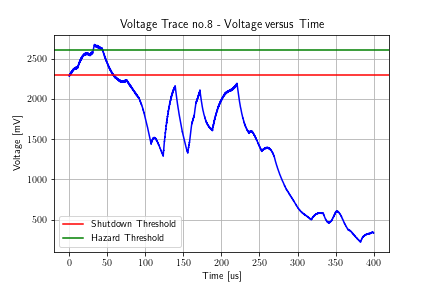 Voltage Trace no.8 - Voltage versus Time
Voltage [mV]
2500
2000
1500
1000
500
Shutdown Threshold
Hazard Threshold
0
50
100
150
200
250
300
350
400
Time [us]